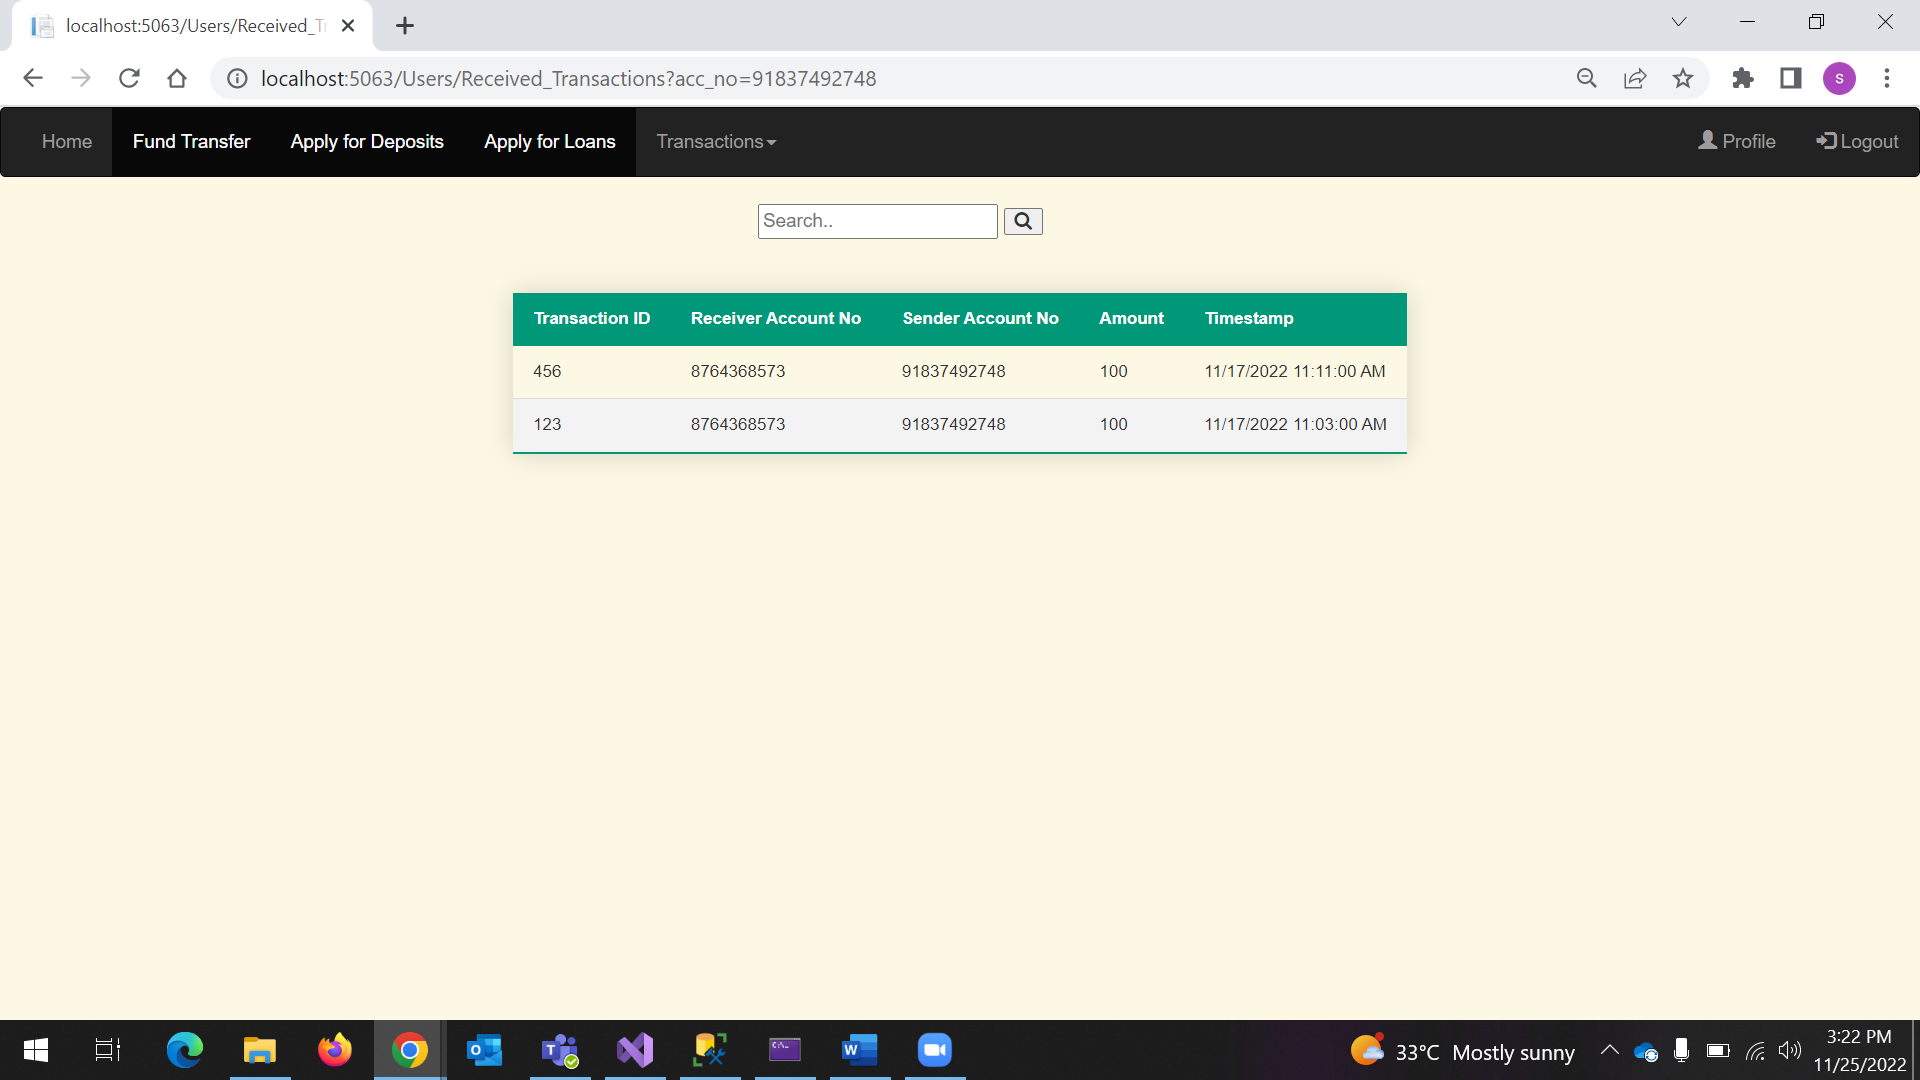 localhost:5063/Users/Received_Tr
localhost:5063/Users/Received_Transactions?acc_no=91837492748
S
Home Fund Transfer Apply for Deposits Apply for Loans Transactions Profile Logout
Search..
Transaction ID Receiver Account No Sender Account No Amount Timestamp
456 8764368573 91837492748 100 11/17/2022 11:11:00 AM
123 8764368573 91837492748 100 11/17/2022 11:03:00 AM
33°C Mostly sunny
3:22 PM
11/25/2022